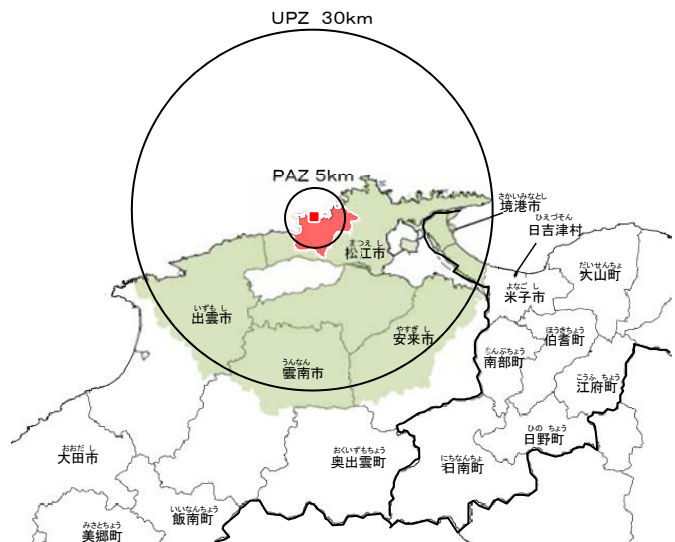 UPZ 30km
PAZ 5km
さかいみなとし
境港市
ひえづそん
日吉津村
まつえ し
松江市
だいせんちょ
大山町
よなご し
米子市
いずも し
出雲市
やすぎ し
安来市
ほうきちょう
伯耆町
なんぶちょう
南部町
うんなん
雲南市
こうふ ちょう
江府町
ひの ちょう
日野町
おおだ し
大田市
おくいずもちょう
奥出雲町
にちなんちょ
日南町
いいなんちょう
飯南町
みさとちょう
美郷町